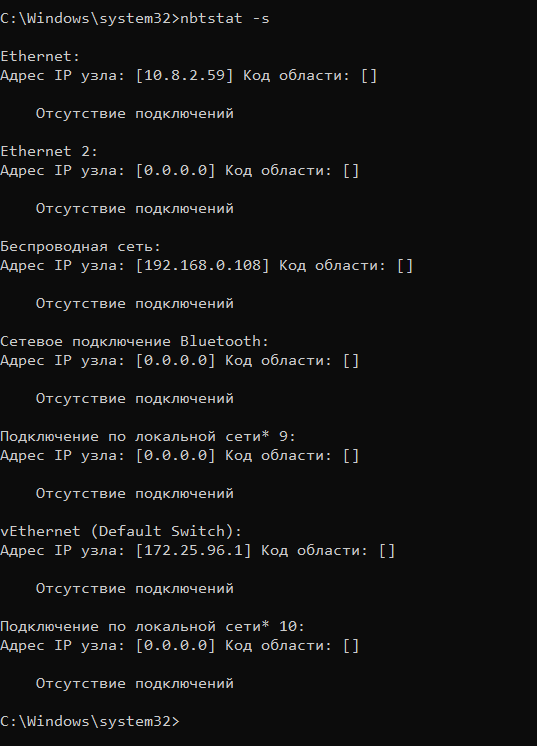 C:\Windows\system32>nbtstat -s
Ethernet:
Адрес IP узла: [10.8.2.59] Код области: []
Отсутствие подключений
Ethernet 2:
Адрес IP узла: [0.0.0.0] Код области: []
Отсутствие подключений
Беспроводная сеть:
Адрес IP узла: [192.168.0.108] Код области: []
Отсутствие подключений
Сетевое подключение Bluetooth:
Адрес IP узла: [0.0.0.0] Код области: []
Отсутствие подключений
Подключение по локальной сети* 9:
Адрес IP узла: [0.0.0.0] Код области: []
Отсутствие подключений
vEthernet (Default Switch):
Адрес IP узла: [172.25.96.1] Код области: []
Отсутствие подключений
Подключение по локальной сети* 10:
Адрес IP узла: [0.0.0.0] Код области: []
Отсутствие подключений
C:\Windows\system32>